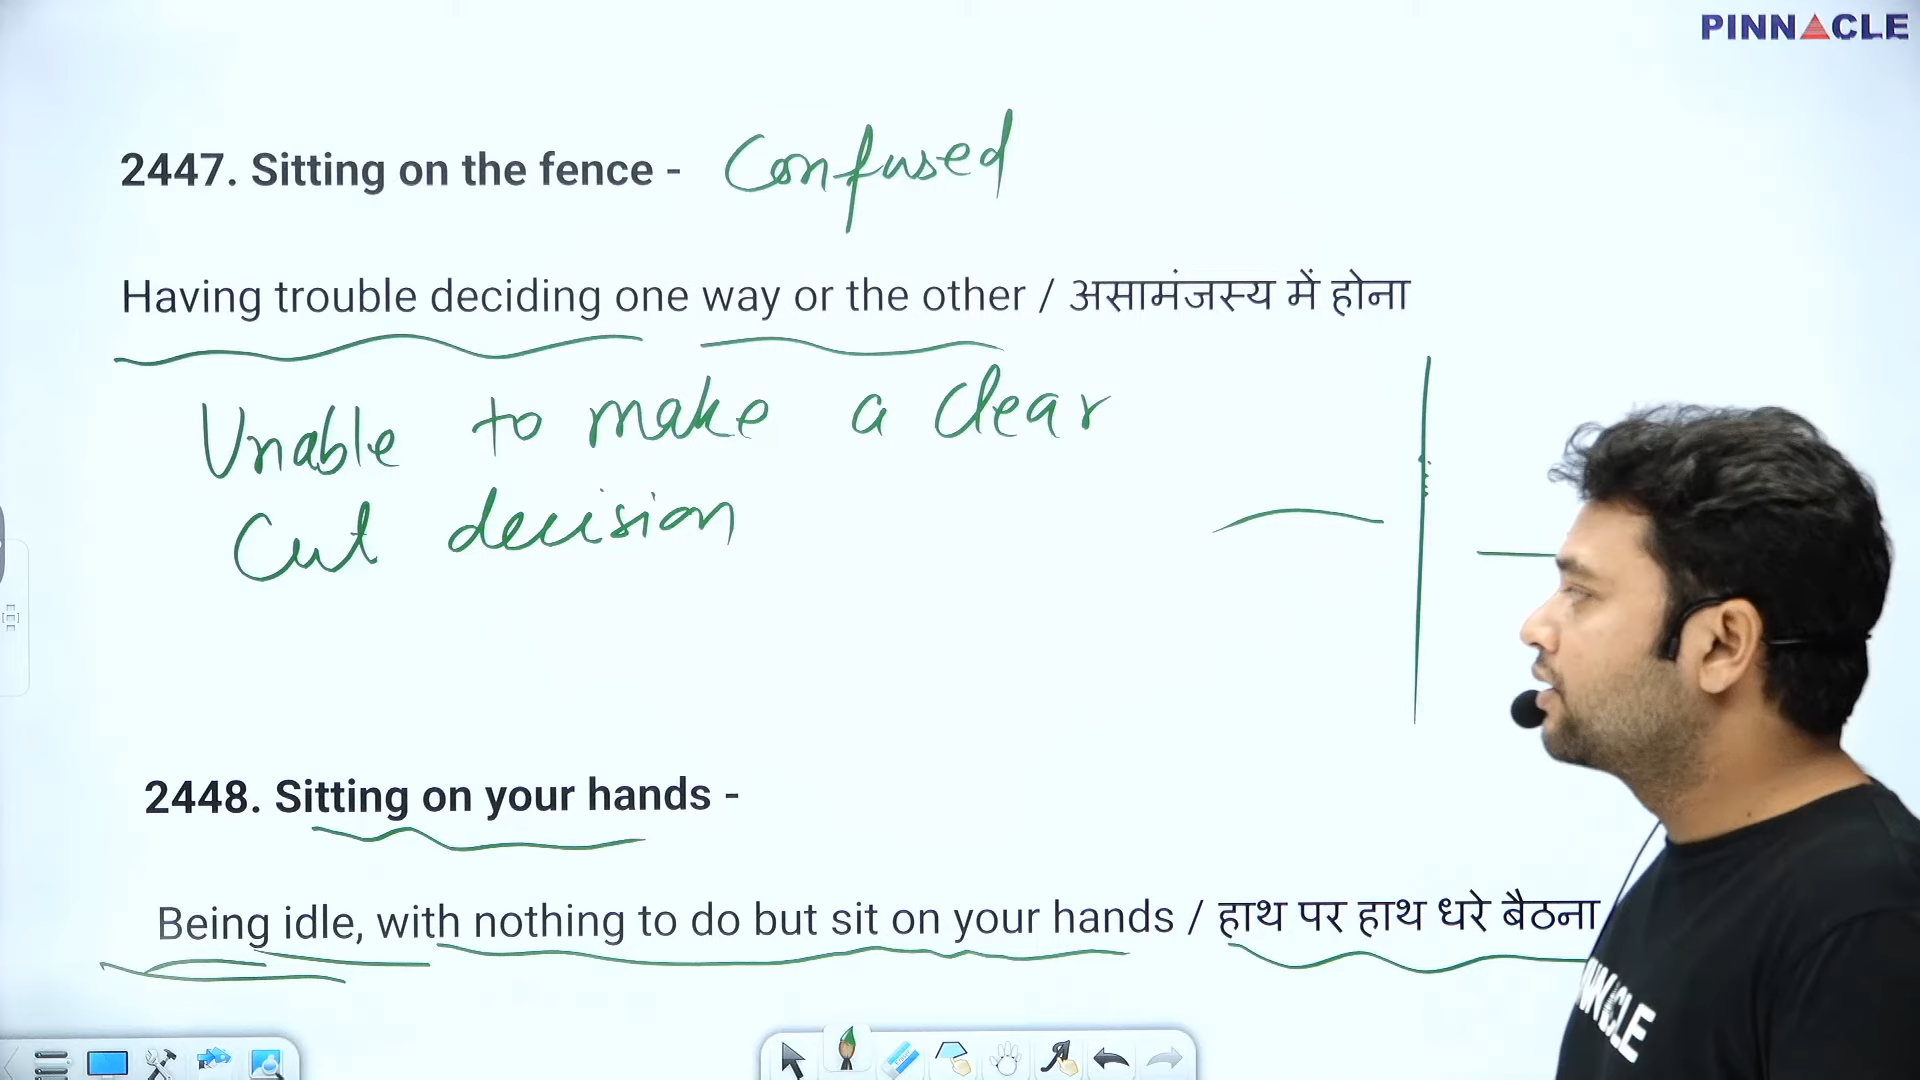 PINNACLE
2447. Sitting on the fence - Confused
Having trouble deciding one way or the other / असामंजस्य में होना
Unable to make a clear
Cut decision
2448. Sitting on your hands -
Being idle, with nothing to do but sit on your hands / हाथ पर हाथ धरे बैठना
PINNACLE